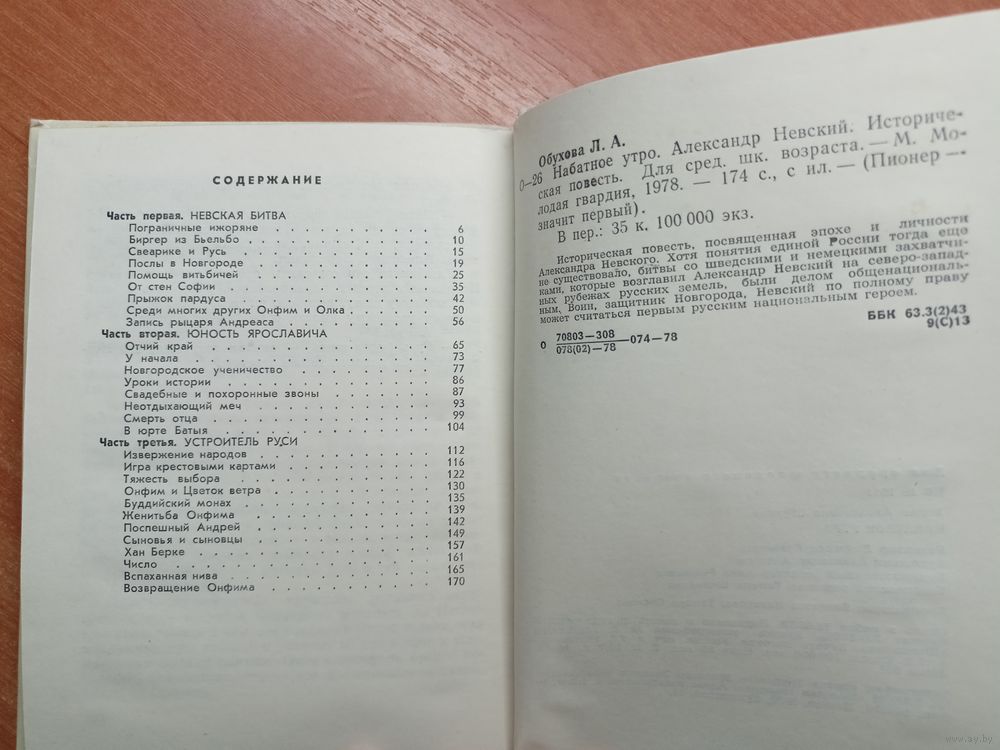 СОДЕРЖАНИЕ
Часть первая. НЕВСКАЯ БИТВА
Пограничные ижоряне . . . . . . . . . . . . 6
Биргер из Бьельбо . . . . . . . . . . . . 10
Свеарике и Русь . . . . . . . . . . . . 15
Послы в Новгороде . . . . . . . . . . . . 19
Помощь витьбичей . . . . . . . . . . . . 25
От стен Софии . . . . . . . . . . . . 35
Прыжок пардуса . . . . . . . . . . . . 42
Среди многих других Онфим и Олка . . . . . . 50
Запись рыцаря Андреаса . . . . . . . . . . 56
Часть вторая. ЮНОСТЬ ЯРОСЛАВИЧА
Отчий край . . . . . . . . . . . . 65
У начала . . . . . . . . . . . . 73
Новгородское ученичество . . . . . . . . . . 77
Уроки истории . . . . . . . . . . . . 86
Свадебные и похоронные звоны . . . . . . . . 87
Неотдыхающий меч . . . . . . . . . . . . 93
Смерть отца . . . . . . . . . . . . 99
В юрте Батыя . . . . . . . . . . . . 104
Часть третья. УСТРОИТЕЛЬ РУСИ
Извержение народов . . . . . . . . . . . . 112
Игра крестовыми картами . . . . . . . . . . 116
Тяжесть выбора . . . . . . . . . . . . 122
Онфим и Цветок ветра . . . . . . . . . . 130
Буддийский монах . . . . . . . . . . . . 135
Женитьба Онфима . . . . . . . . . . . . 139
Поспешный Андрей . . . . . . . . . . . . 142
Сыновья и сыновцы . . . . . . . . . . . . 149
Хан Берке . . . . . . . . . . . . 157
Число . . . . . . . . . . . . 161
Вспаханная нива . . . . . . . . . . . . 165
Возвращение Онфима . . . . . . . . . . . . 170
Обухова Л. А.
О—26 Набатное утро. Александр Невский. Историче-
ская повесть. Для сред. шк. возраста. — М. Мо-
лодая гвардия, 1978. — 174 с., с ил. — (Пионер —
значит первый).
В пер.: 35 к. 100 000 экз.
Историческая повесть, посвященная эпохе и личности
Александра Невского. Хотя понятия единой России тогда еще
не существовало, битвы со шведскими и немецкими захватчи-
ками, которые возглавил Александр Невский на северо-запад-
ных рубежах русских земель, были делом общенациональ-
ным, Воин, защитник Новгорода, Невский по полному праву
может считаться первым русским национальным героем.
О 70803—308
078(02)—78 —074—78
ББК 63.3(2)43
9(С)13
www.ay.by